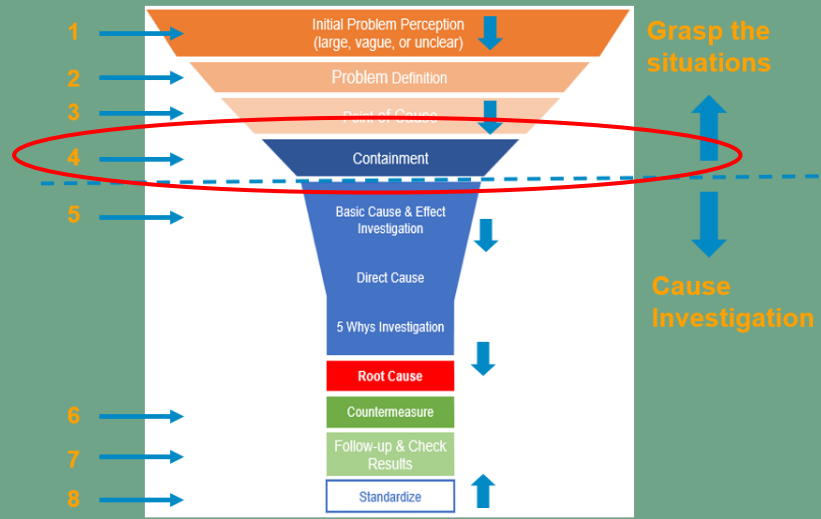 1
Initial Problem Perception
(large, vague, or unclear)
Grasp the
situations
2
Problem Definition
3
Point of Cause
4
Containment
5
Basic Cause & Effect
Investigation
Direct Cause
Cause
Investigation
5 Whys Investigation
Root Cause
6
Countermeasure
7
Follow-up & Check
Results
8
Standardize